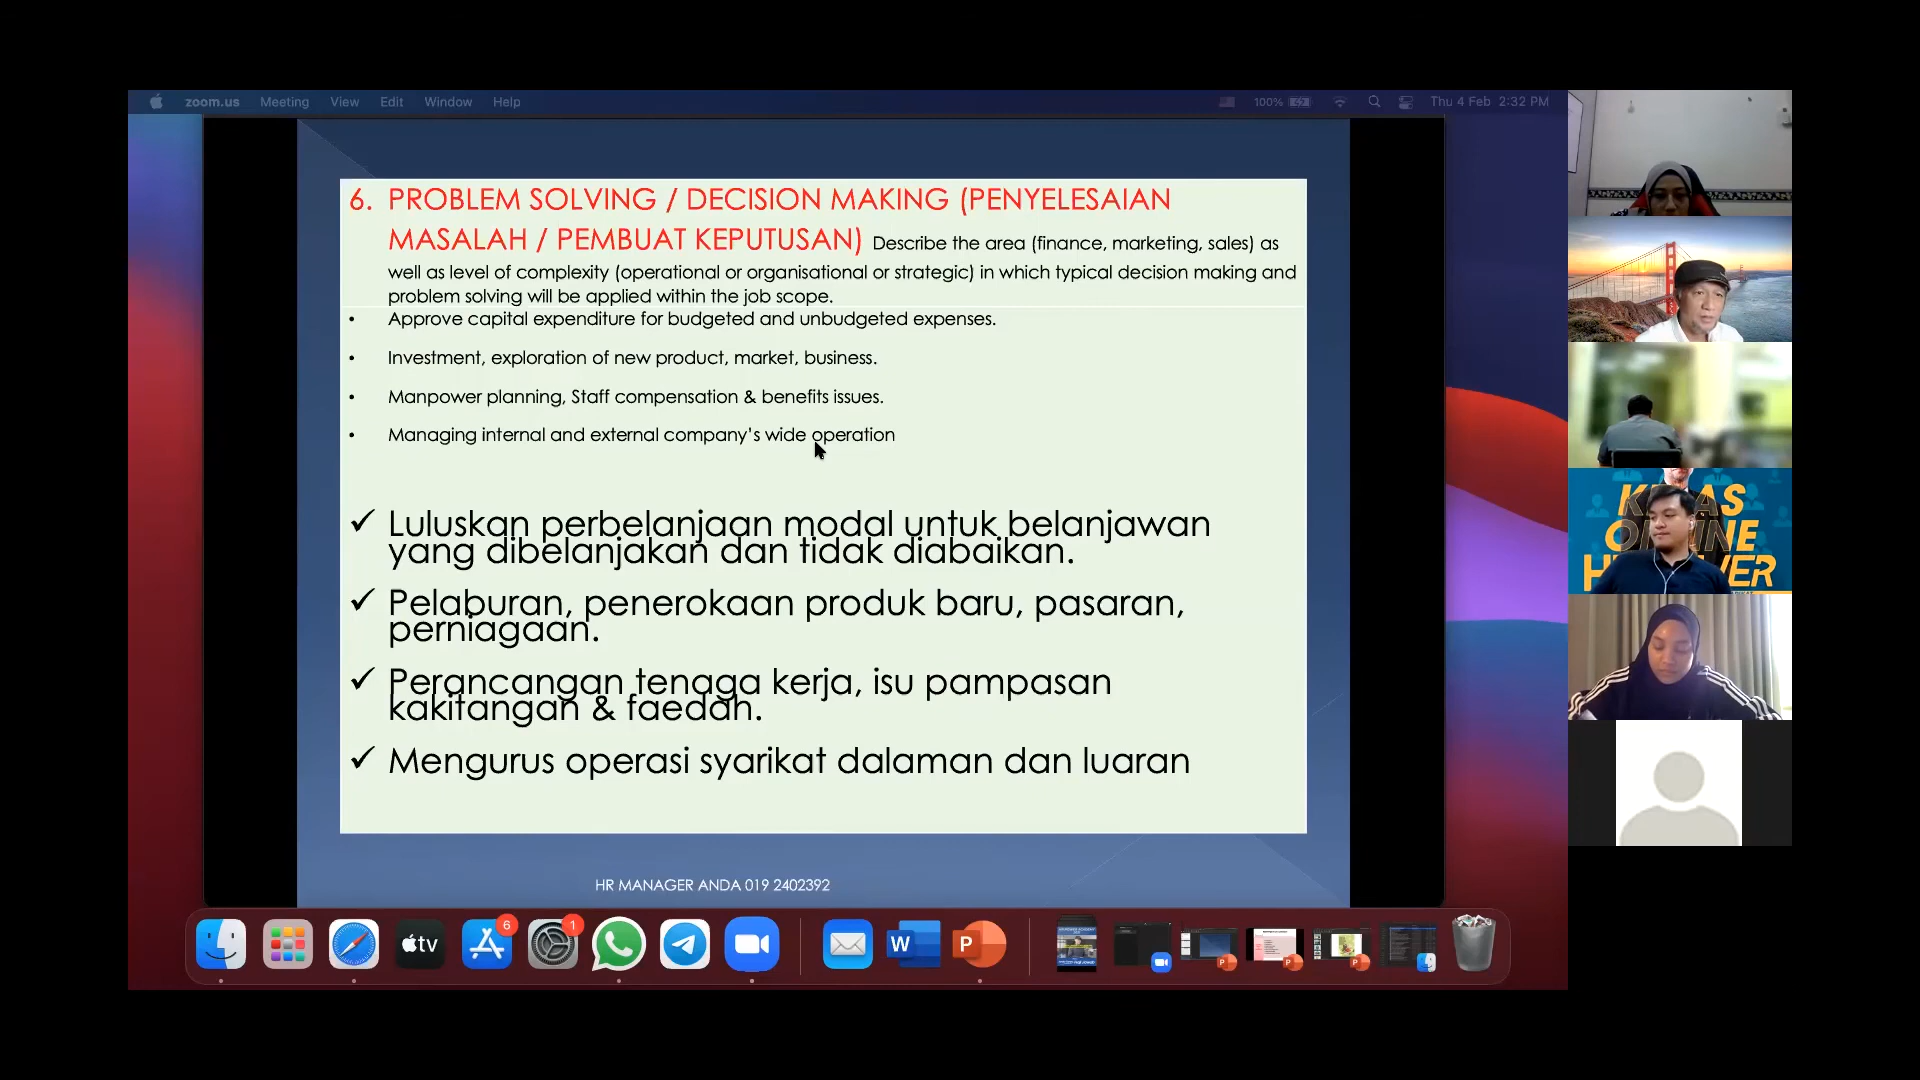 zoom.us Meeting View Edit Window Help 100% Thu 4 Feb 2:32 PM
6. PROBLEM SOLVING / DECISION MAKING (PENYELESAIAN
MASALAH / PEMBUAT KEPUTUSAN) Describe the area (finance, marketing, sales) as
well as level of complexity (operational or organisational or strategic) in which typical decision making and
problem solving will be applied within the job scope.
• Approve capital expenditure for budgeted and unbudgeted expenses.
• Investment, exploration of new product, market, business.
• Manpower planning, Staff compensation & benefits issues.
• Managing internal and external company’s wide operation
✓ Luluskan perbelanjaan modal untuk belanjawan
yang dibelanjakan dan tidak diabaikan.
✓ Pelaburan, penerokaan produk baru, pasaran,
perniagaan.
✓ Perancangan tenaga kerja, isu pampasan
kakitangan & faedah.
✓ Mengurus operasi syarikat dalaman dan luaran
HR MANAGER ANDA 019 2402392
tv
6
1
W
P